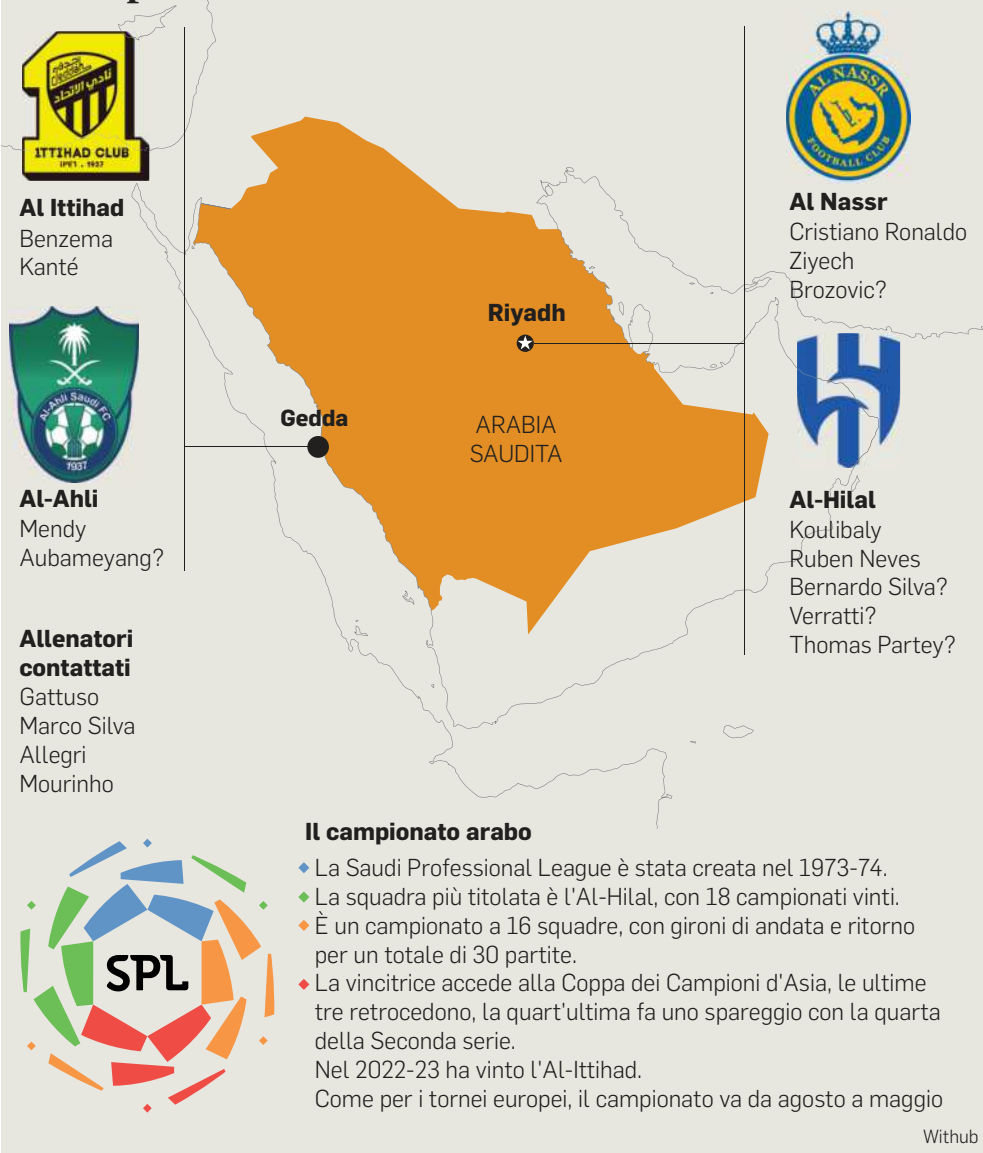 نادي الاتحاد
ITTIHAD CLUB
Al Ittihad
Benzema
Kanté
Al-Ahli Saudi FC
1937
Al-Ahli
Mendy
Aubameyang?
Allenatori
contattati
Gattuso
Marco Silva
Allegri
Mourinho
Riyadh
Gedda
ARABIA
SAUDITA
AL NASSR
FOOTBALL CLUB
Al Nassr
Cristiano Ronaldo
Ziyech
Brozovic?
Al-Hilal
Koulibaly
Ruben Neves
Bernardo Silva?
Verratti?
Thomas Partey?
SPL
Il campionato arabo
La Saudi Professional League è stata creata nel 1973-74.
La squadra più titolata è l'Al-Hilal, con 18 campionati vinti.
È un campionato a 16 squadre, con gironi di andata e ritorno
per un totale di 30 partite.
La vincitrice accede alla Coppa dei Campioni d'Asia, le ultime
tre retrocedono, la quart'ultima fa uno spareggio con la quarta
della Seconda serie.
Nel 2022-23 ha vinto l'Al-Ittihad.
Come per i tornei europei, il campionato va da agosto a maggio
Withub